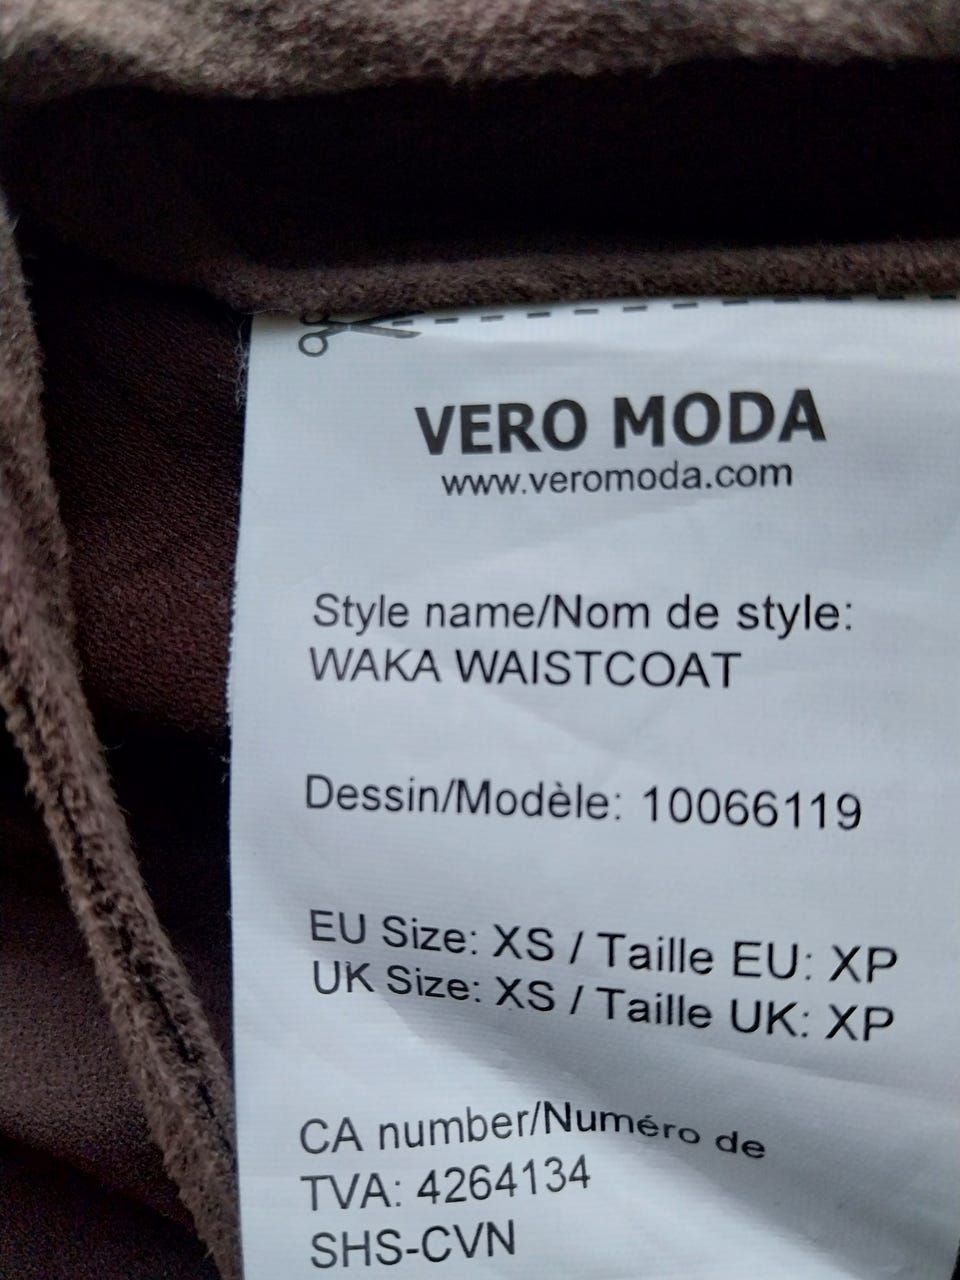 VERO MODA
www.veromoda.com
Style name/Nom de style:
WAKA WAISTCOAT
Dessin/Modèle: 10066119
EU Size: XS / Taille EU: XP
UK Size: XS / Taille UK: XP
CA number/Numéro de
TVA: 4264134
SHS-CVN